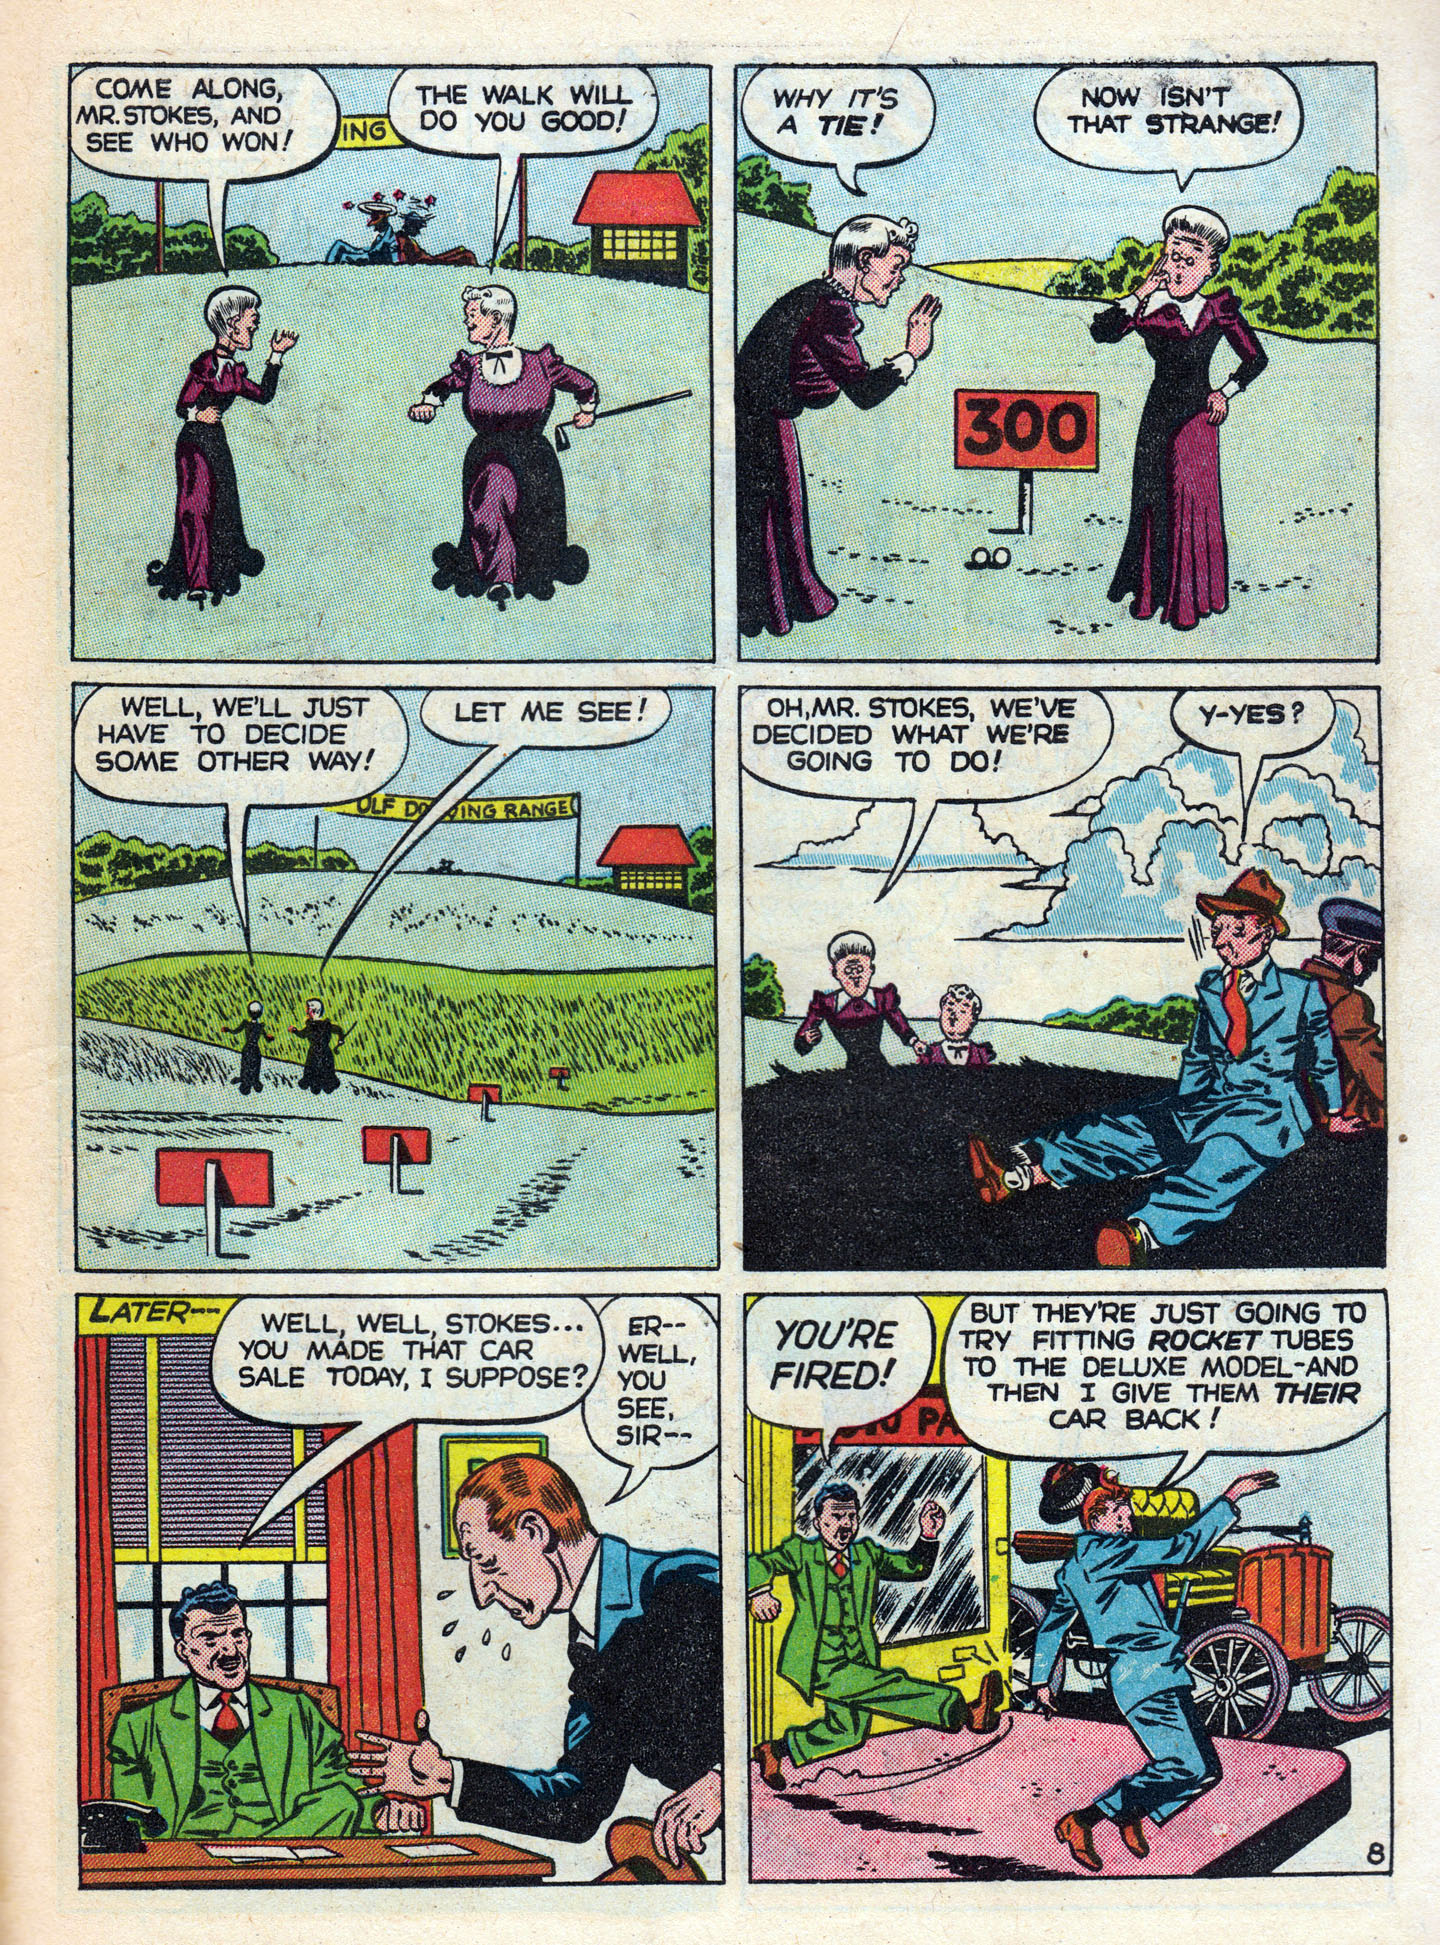 COME ALONG,
MR. STOKES, AND
SEE WHO WON!
THE WALK WILL
DO YOU GOOD!
ING
WHY IT'S
A TIE!
NOW ISN'T
THAT STRANGE!
300
WELL, WE'LL JUST
HAVE TO DECIDE
SOME OTHER WAY!
LET ME SEE!
OLF DR ING RANGE
OH, MR. STOKES, WE'VE
DECIDED WHAT WE'RE
GOING TO DO!
Y-YES?
LATER--
WELL, WELL, STOKES...
YOU MADE THAT CAR
SALE TODAY, I SUPPOSE?
ER--
WELL,
YOU
SEE,
SIR--
YOU'RE
FIRED!
BUT THEY'RE JUST GOING TO
TRY FITTING ROCKET TUBES
TO THE DELUXE MODEL-AND
THEN I GIVE THEM THEIR
CAR BACK!
PA
8